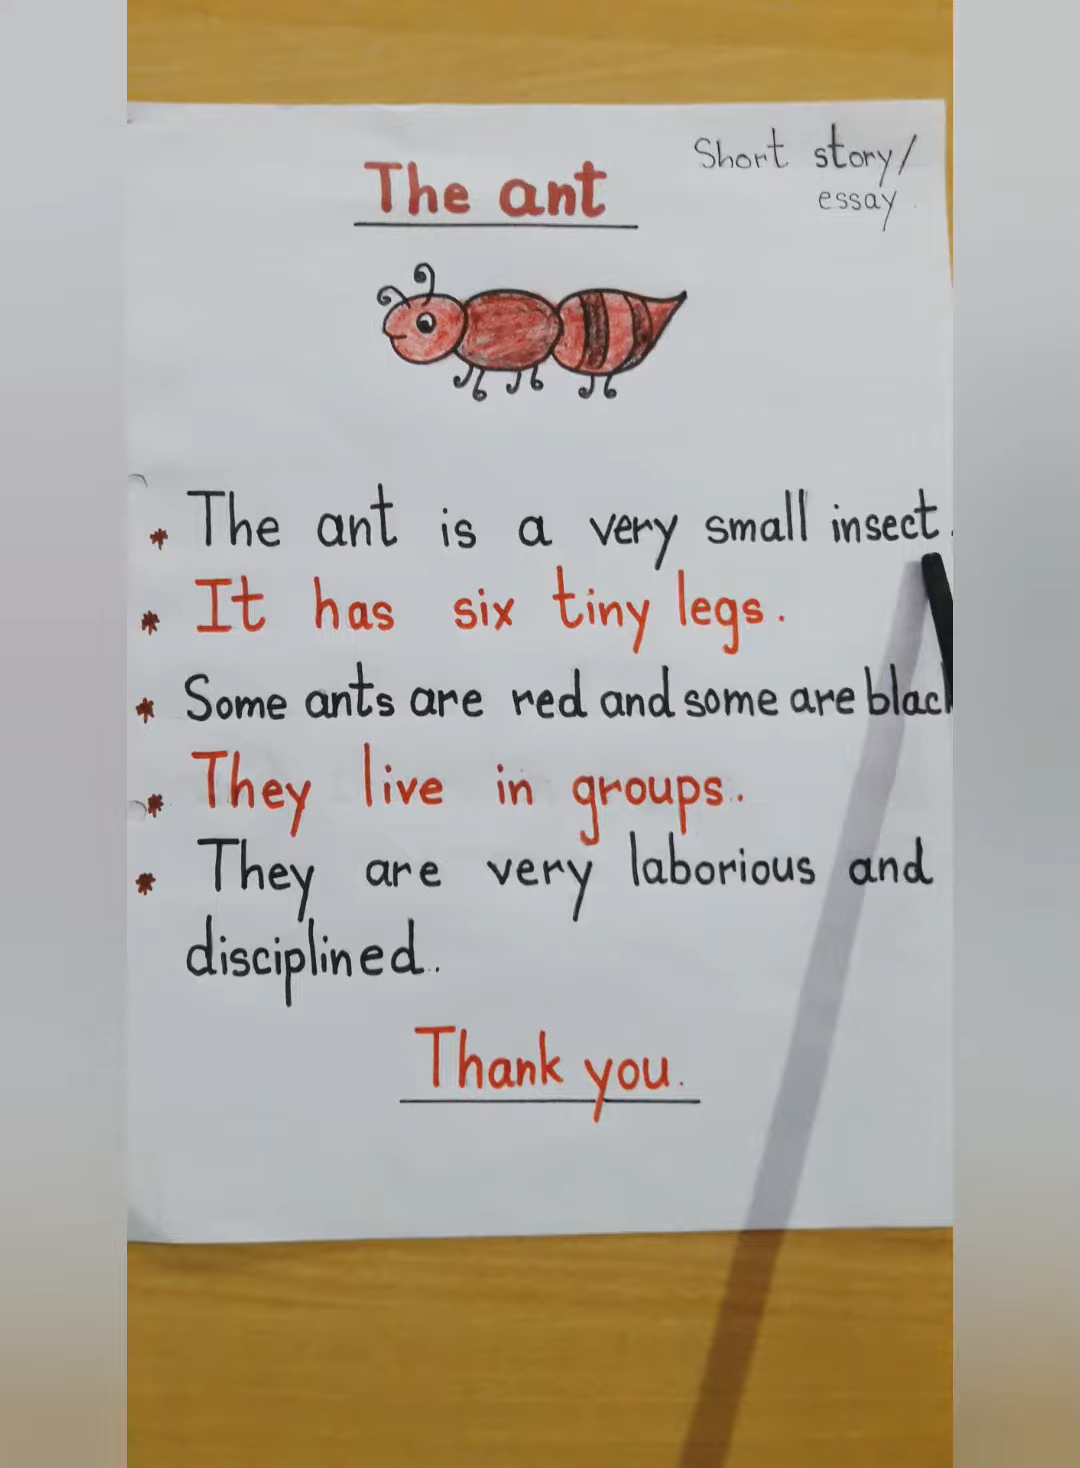 The ant
Short story/
essay
* The ant is a very small insect.
* It has six tiny legs.
* Some ants are red and some are black
* They live in groups.
* They are very laborious and
disciplined.
Thank you.